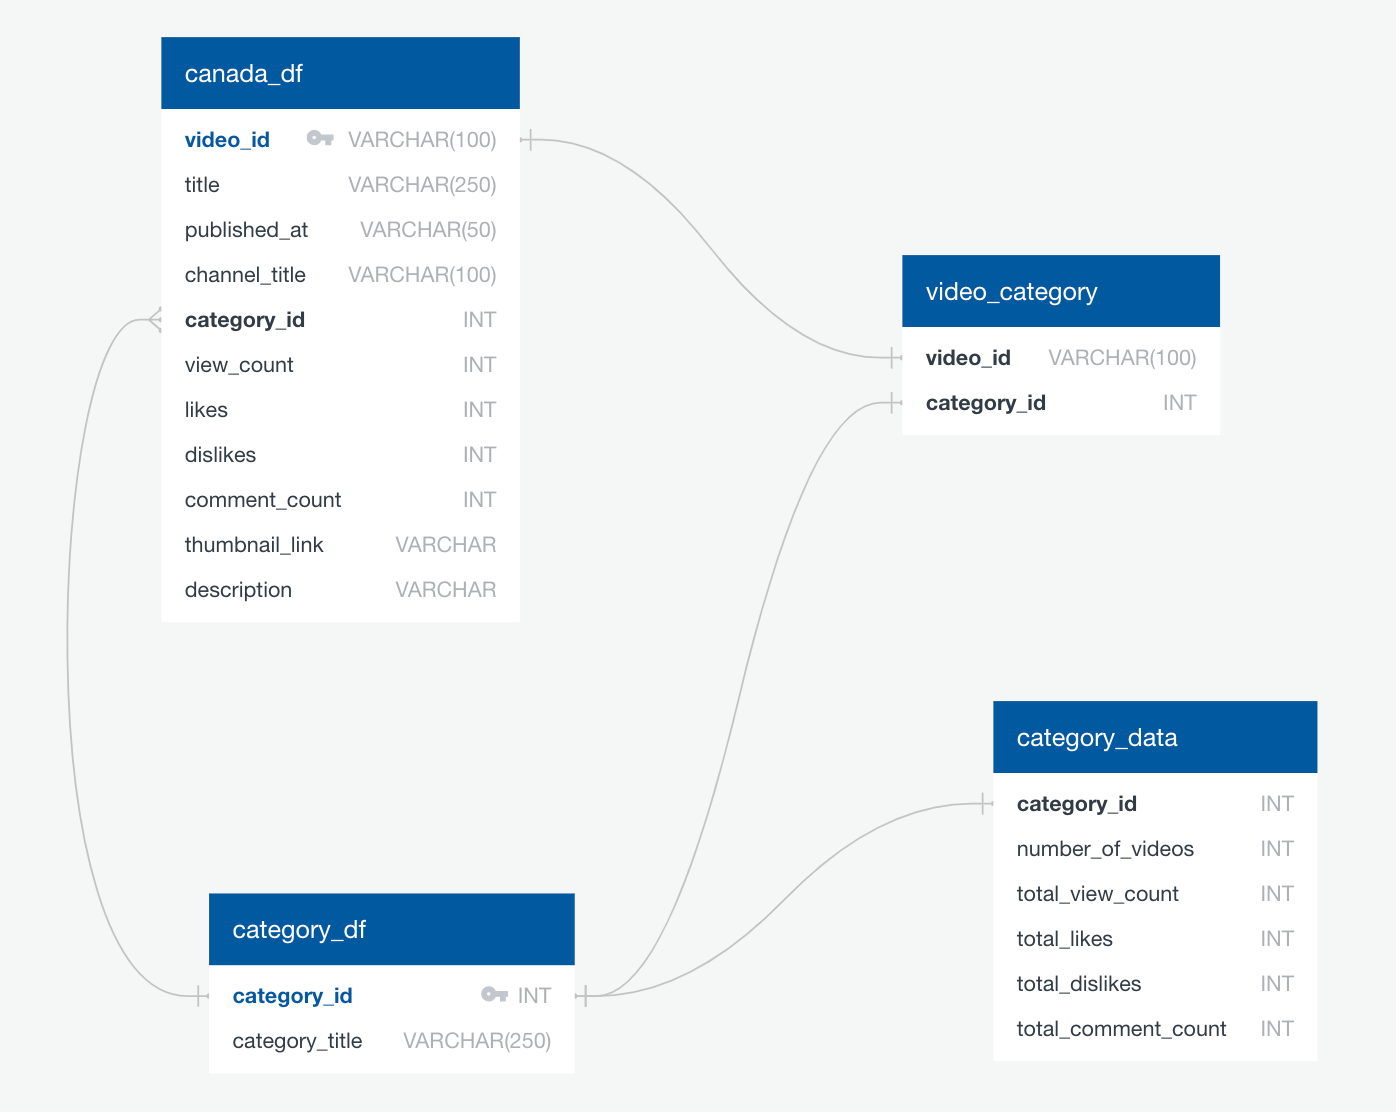 canada_df
video_id VARCHAR(100)
title VARCHAR(250)
published_at VARCHAR(50)
channel_title VARCHAR(100)
category_id INT
view_count INT
likes INT
dislikes INT
comment_count INT
thumbnail_link VARCHAR
description VARCHAR
video_category
video_id VARCHAR(100)
category_id INT
category_data
category_id INT
number_of_videos INT
total_view_count INT
total_likes INT
total_dislikes INT
total_comment_count INT
category_df
category_id INT
category_title VARCHAR(250)